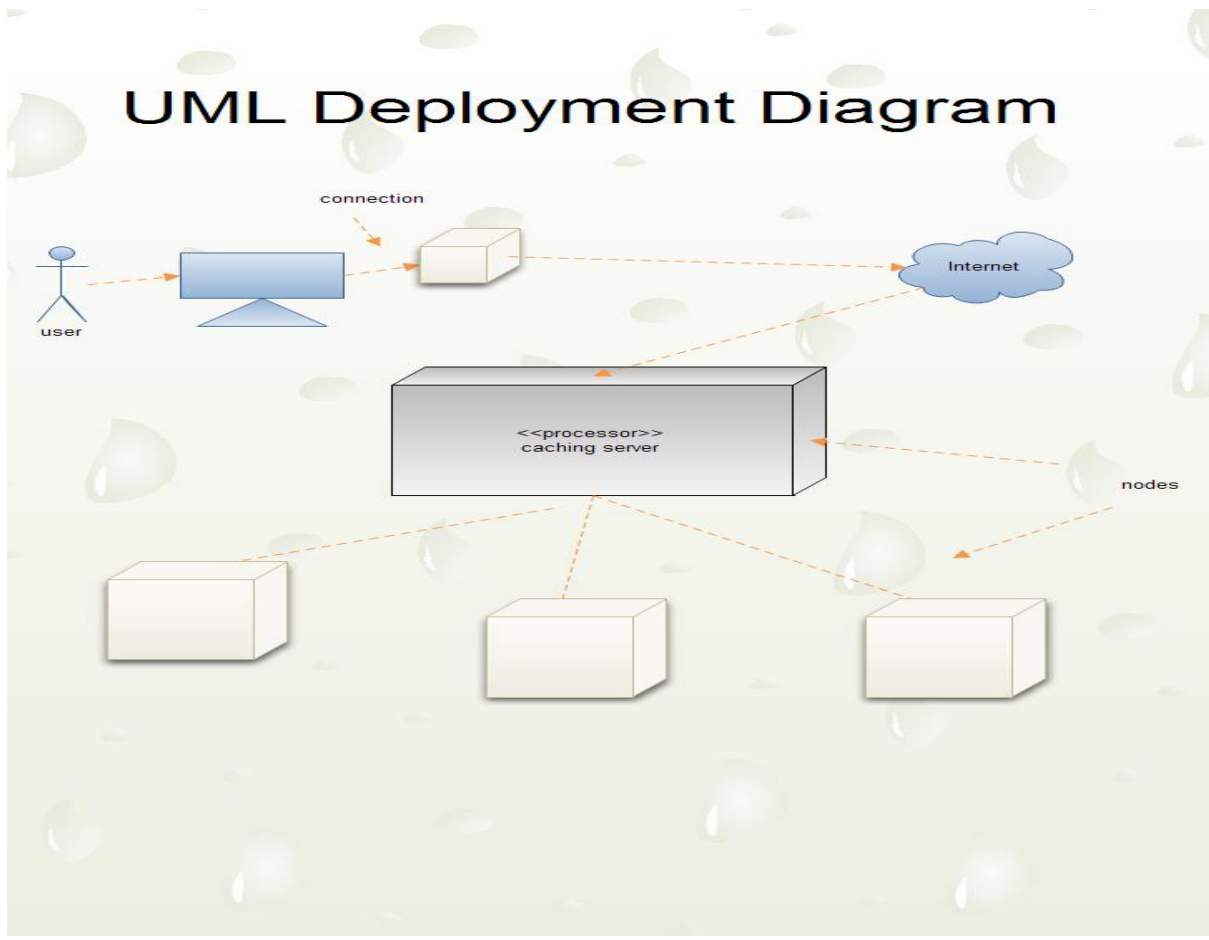 UML Deployment Diagram
connection
Internet
user
<<processor>>
caching server
nodes